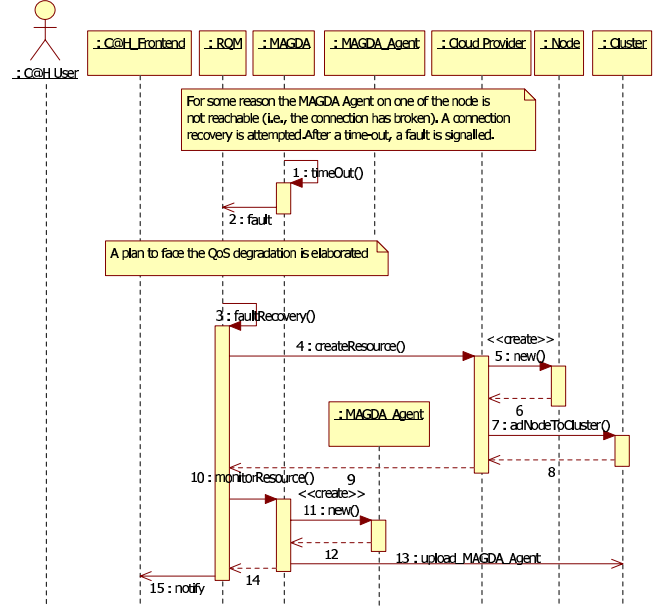 : C@H User
: C@H_Frontend
: RQM
: MAGDA
: MAGDA_Agent
: Cloud Provider
: Node
: Cluster
For some reason the MAGDA Agent on one of the node is
not reachable (i.e., the connection has broken). A connection
recovery is attempted.After a time-out, a fault is signalled.
1 : timeOut()
2 : fault
A plan to face the QoS degradation is elaborated
3 : faultRecovery()
4 : createResource()
<<create>>
5 : new()
6
: MAGDA_Agent
7 : adNodeToCluster()
8
9
10 : monitorResource()
<<create>>
11 : new()
12
13 : upload_MAGDA_Agent
14
15 : notify